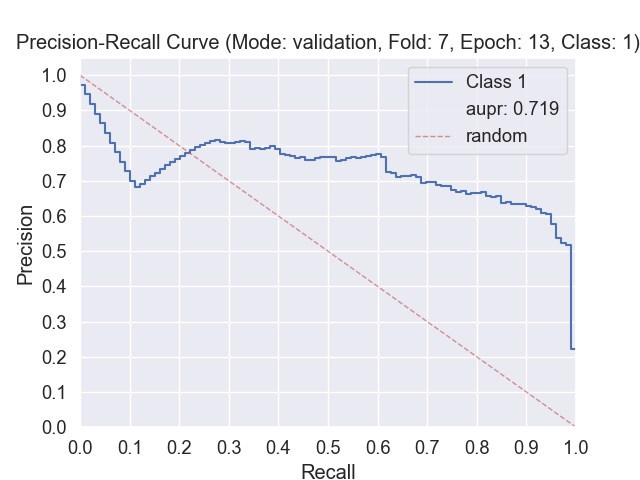 Precision-Recall Curve (Mode: validation, Fold: 7, Epoch: 13, Class: 1)
Class 1
aupr: 0.719
random
1.0
0.9
0.8
0.7
0.6
0.5
0.4
0.3
0.2
0.1
0.0
Precision
0.0 0.1 0.2 0.3 0.4 0.5 0.6 0.7 0.8 0.9 1.0
Recall